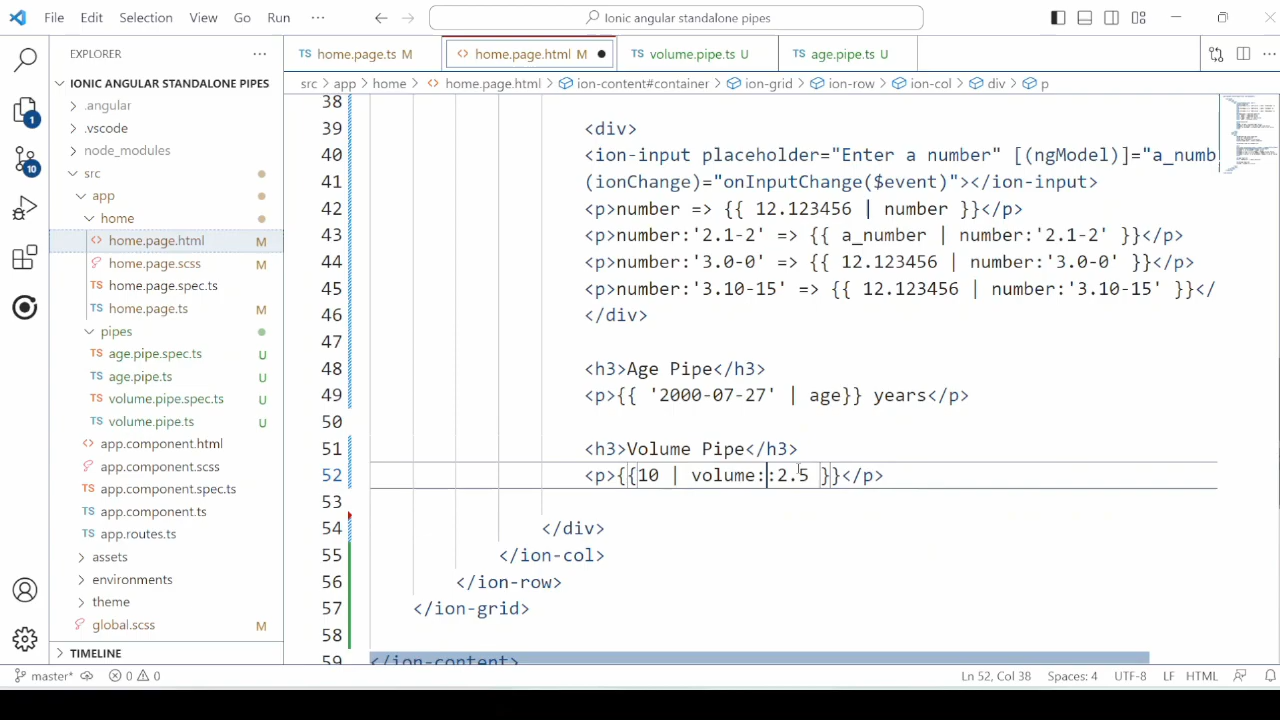 File Edit Selection View Go Run ··· Ionic angular standalone pipes
EXPLORER ···
TS home.page.ts M <> home.page.html M ● TS volume.pipe.ts U TS age.pipe.ts U ···
src > app > home > <> home.page.html > ion-content#container > ion-grid > ion-row > ion-col > div > p
IONIC ANGULAR STANDALONE PIPES
.angular
.vscode
node_modules
src
app
home
<> home.page.html M
home.page.scss M
TS home.page.spec.ts
TS home.page.ts M
pipes
TS age.pipe.spec.ts U
TS age.pipe.ts U
TS volume.pipe.spec.ts U
TS volume.pipe.ts U
<> app.component.html
app.component.scss
TS app.component.spec.ts
TS app.component.ts
TS app.routes.ts
assets
environments
theme
global.scss M
TIMELINE
1
10
38
39 <div>
40 <ion-input placeholder="Enter a number" [(ngModel)]="a_numb
41 (ionChange)="onInputChange($event)"></ion-input>
42 <p>number => {{ 12.123456 | number }}</p>
43 <p>number:'2.1-2' => {{ a_number | number:'2.1-2' }}</p>
44 <p>number:'3.0-0' => {{ 12.123456 | number:'3.0-0' }}</p>
45 <p>number:'3.10-15' => {{ 12.123456 | number:'3.10-15' }}</
46 </div>
47
48 <h3>Age Pipe</h3>
49 <p>{{ '2000-07-27' | age}} years</p>
50
51 <h3>Volume Pipe</h3>
52 <p>{{10 | volume::2.5 }}</p>
53
54 </div>
55 </ion-col>
56 </ion-row>
57 </ion-grid>
58
59 </ion-content>
master* 0 0 Ln 52, Col 38 Spaces: 4 UTF-8 LF HTML